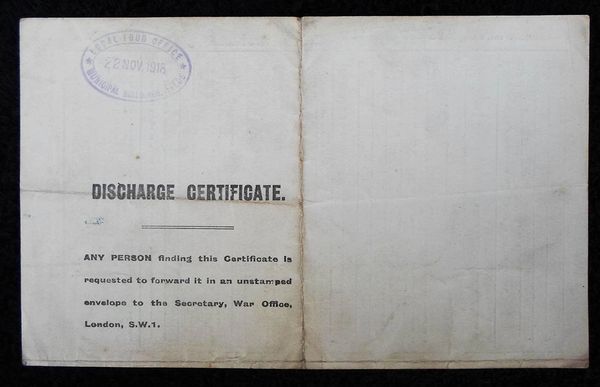 LOCAL FOOD OFFICE
22 NOV. 1918
MUNICIPAL
DISCHARGE CERTIFICATE.
ANY PERSON finding this Certificate is
requested to forward it in an unstamped
envelope to the Secretary, War Office,
London, S.W.1.